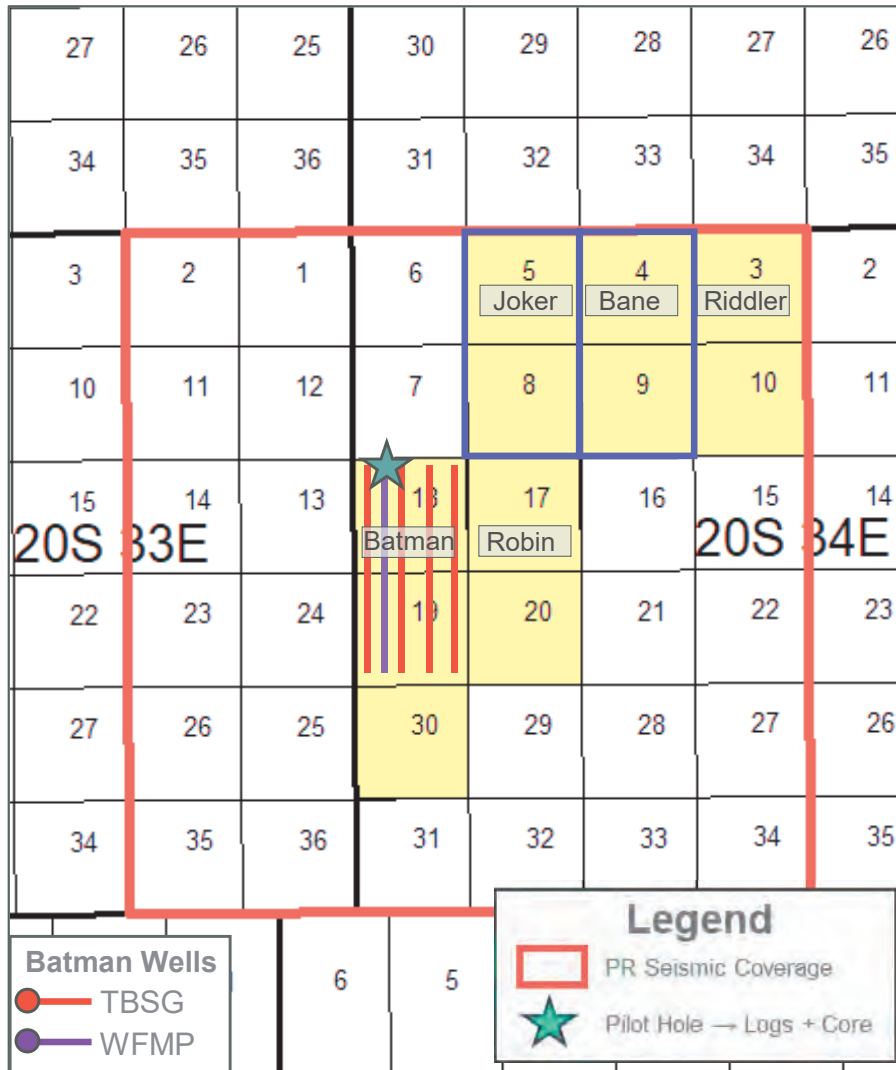 27 26 25 30 29 28 27 26
34 35 36 31 32 33 34 35
3 2 1 6 5 4 3 2
Joker Bane Riddler
10 11 12 7 8 9 10 11
15 14 13 18 17 16 15 14
20S 33E 20S 34E
Batman Robin
22 23 24 19 20 21 22 23
27 26 25 30 29 28 27 26
34 35 36 31 32 33 34 35
6 5
Batman Wells
TBSG
WFMP
Legend
PR Seismic Coverage
Pilot Hole → Logs + Core